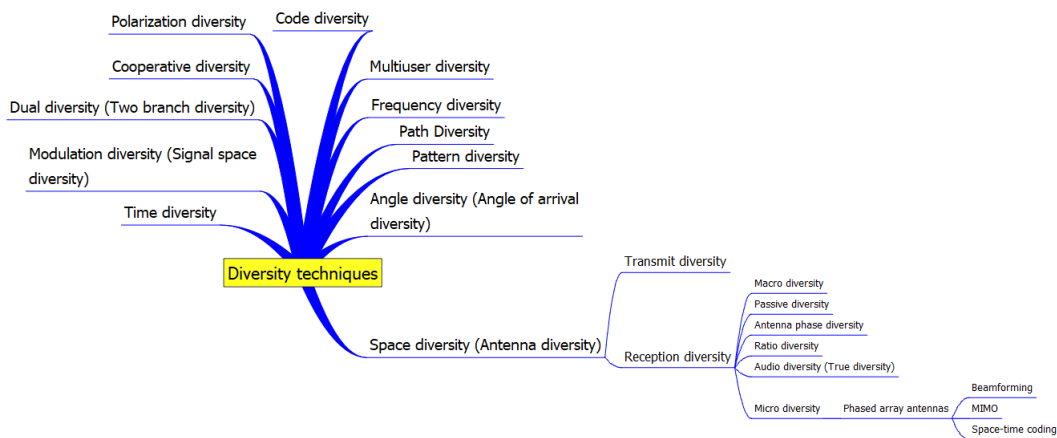 Polarization diversity
Code diversity
Cooperative diversity
Multiuser diversity
Dual diversity (Two branch diversity)
Frequency diversity
Path Diversity
Modulation diversity (Signal space
diversity)
Pattern diversity
Time diversity
Angle diversity (Angle of arrival
diversity)
Diversity techniques
Space diversity (Antenna diversity)
Transmit diversity
Reception diversity
Macro diversity
Passive diversity
Antenna phase diversity
Ratio diversity
Audio diversity (True diversity)
Micro diversity
Phased array antennas
Beamforming
MIMO
Space-time coding